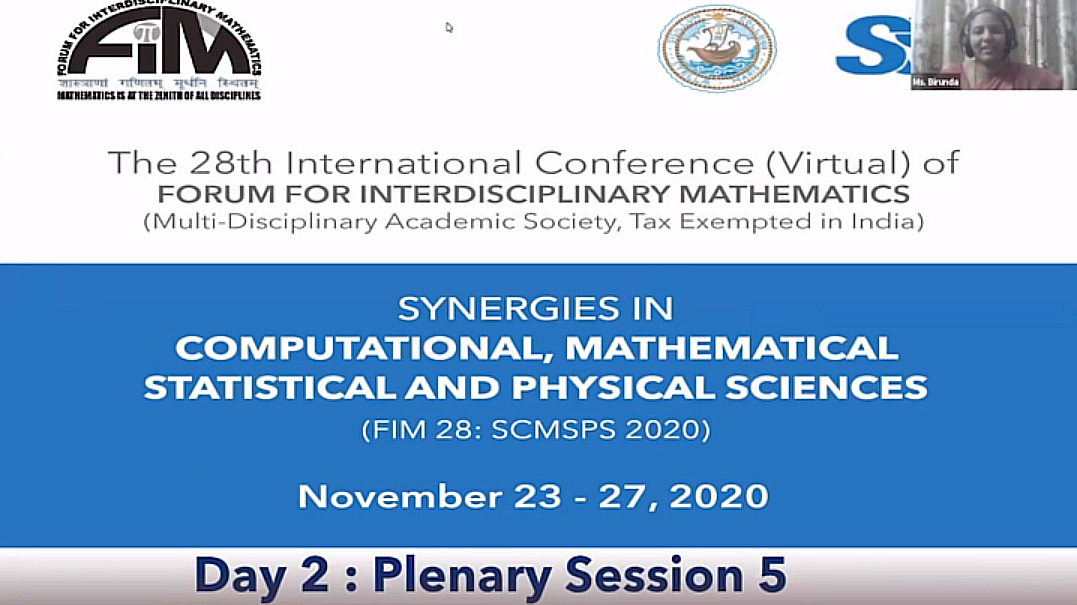 FORUM FOR INTERDISCIPLINARY MATHEMATICS
FiM
π
शास्त्राणां गणितम् मूर्धनि स्थितम्
MATHEMATICS IS AT THE ZENITH OF ALL DISCIPLINES
Ms. Birunda
The 28th International Conference (Virtual) of
FORUM FOR INTERDISCIPLINARY MATHEMATICS
(Multi-Disciplinary Academic Society, Tax Exempted in India)
SYNERGIES IN
COMPUTATIONAL, MATHEMATICAL
STATISTICAL AND PHYSICAL SCIENCES
(FIM 28: SCMSPS 2020)
November 23 - 27, 2020
Day 2 : Plenary Session 5